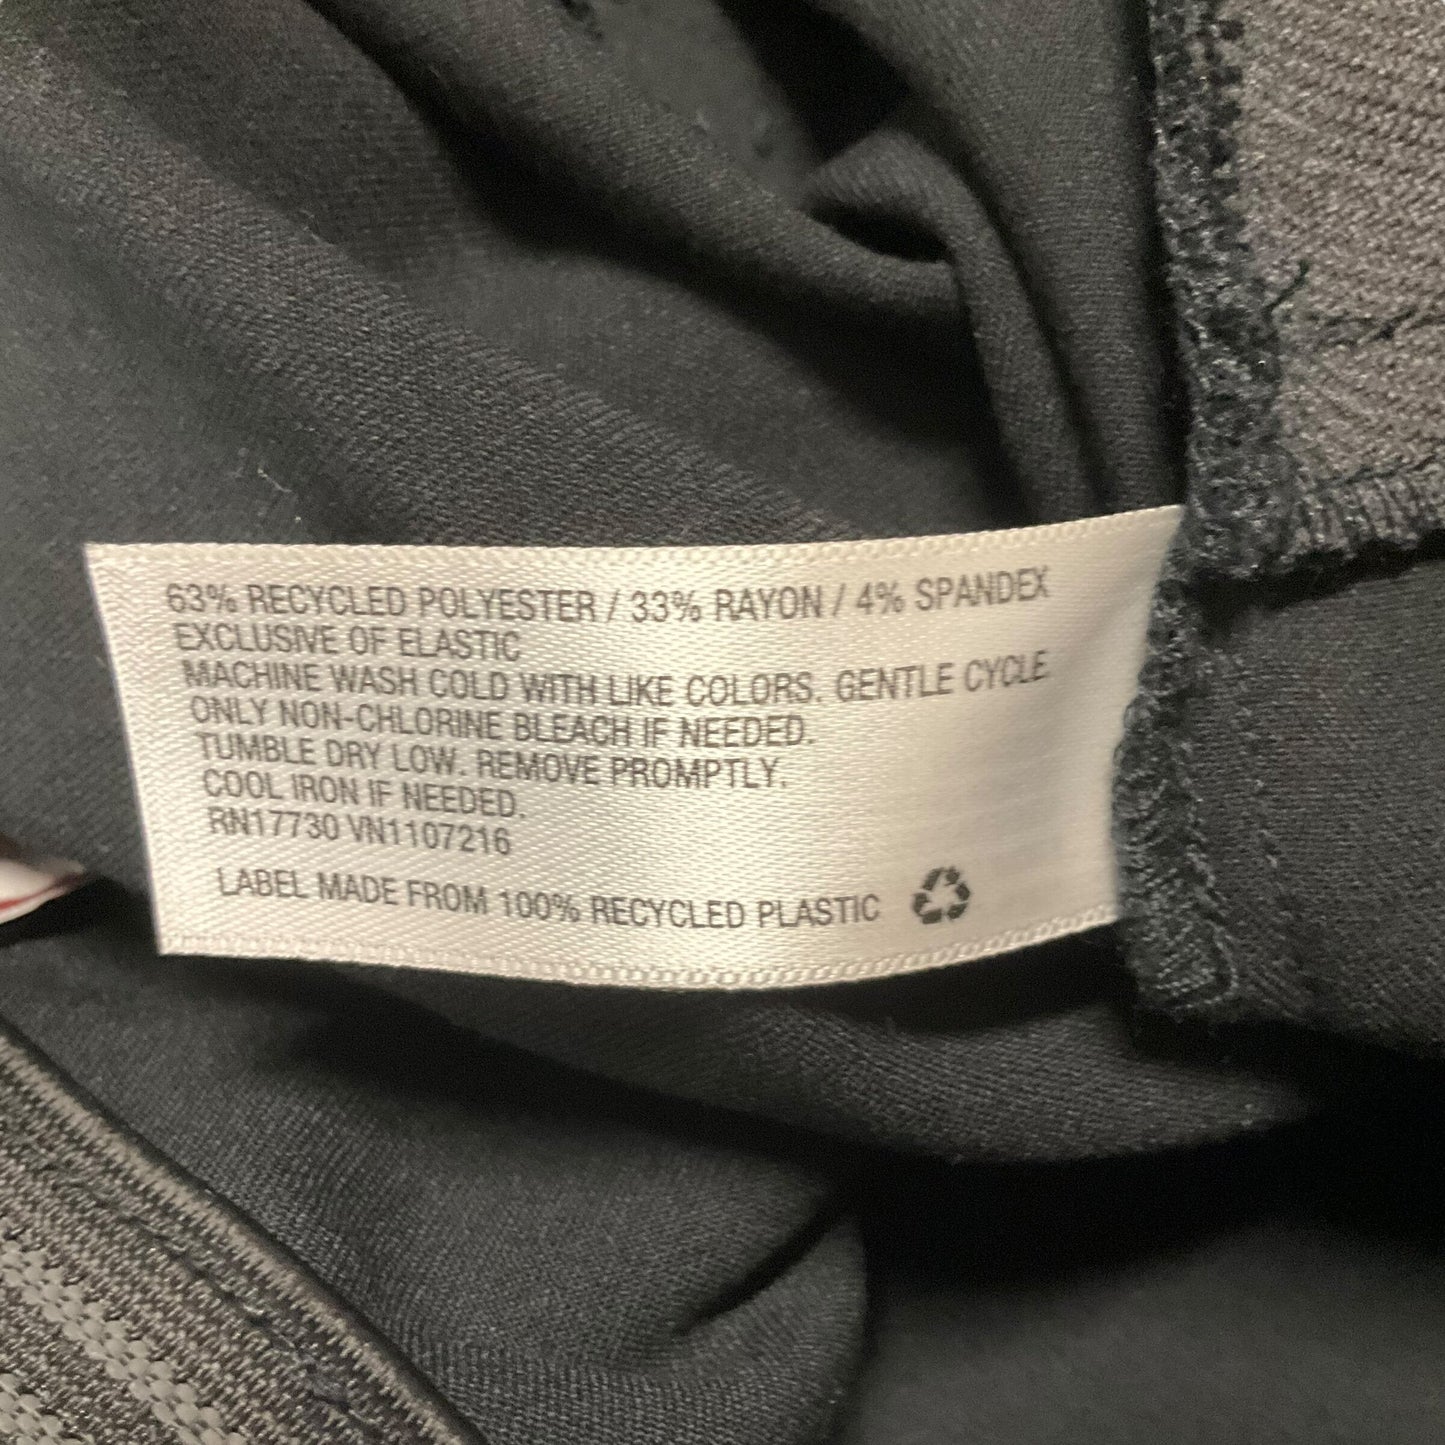 63% RECYCLED POLYESTER / 33% RAYON / 4% SPANDEX
EXCLUSIVE OF ELASTIC
MACHINE WASH COLD WITH LIKE COLORS. GENTLE CYCLE.
ONLY NON-CHLORINE BLEACH IF NEEDED.
TUMBLE DRY LOW. REMOVE PROMPTLY.
COOL IRON IF NEEDED.
RN17730 VN1107216
LABEL MADE FROM 100% RECYCLED PLASTIC